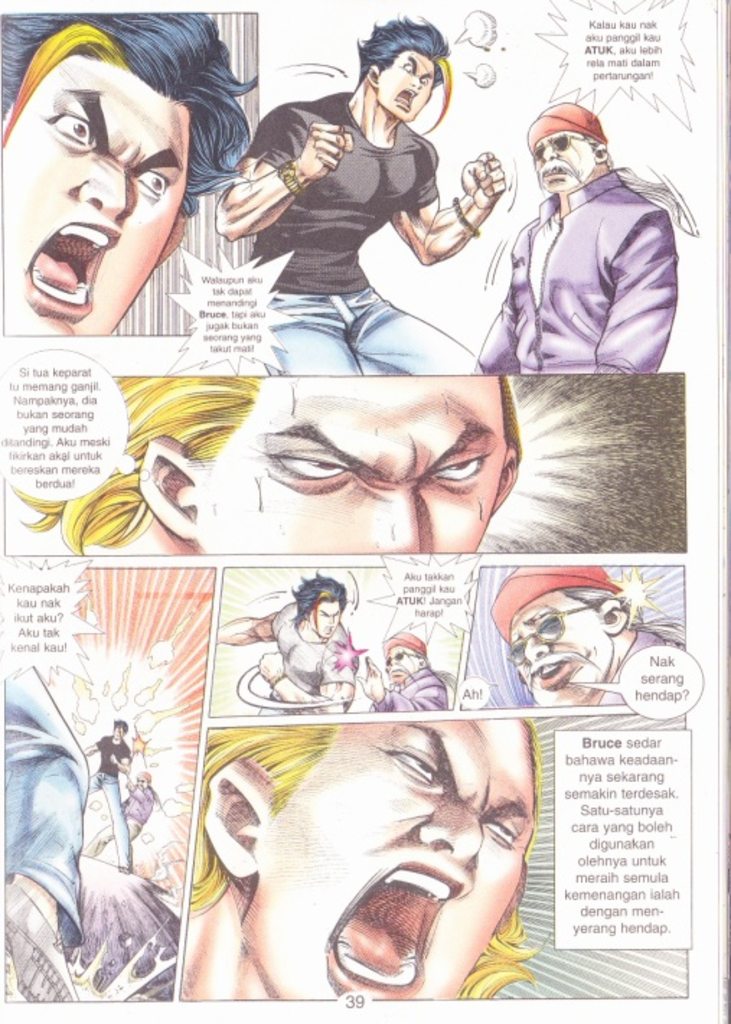 Kalau kau nak
aku panggil kau
ATUK, aku lebih
rela mati dalam
pertarungan!
Walaupun aku
tak dapat
menandingi
Bruce, tapi aku
jugak bukan
seorang yang
takut mati!
Si tua keparat
tu memang ganjil.
Nampaknya, dia
bukan seorang
yang mudah
ditandingi. Aku meski
fikirkan akal untuk
bereskan mereka
berdua!
Kenapakah
kau nak
ikut aku?
Aku tak
kenal kau!
Aku takkan
panggil kau
ATUK! Jangan
harap!
Ah!
Nak
serang
hendap?
Bruce sedar
bahawa keadaan-
nya sekarang
semakin terdesak.
Satu-satunya
cara yang boleh
digunakan
olehnya untuk
meraih semula
kemenangan ialah
dengan men-
yerang hendap.
39